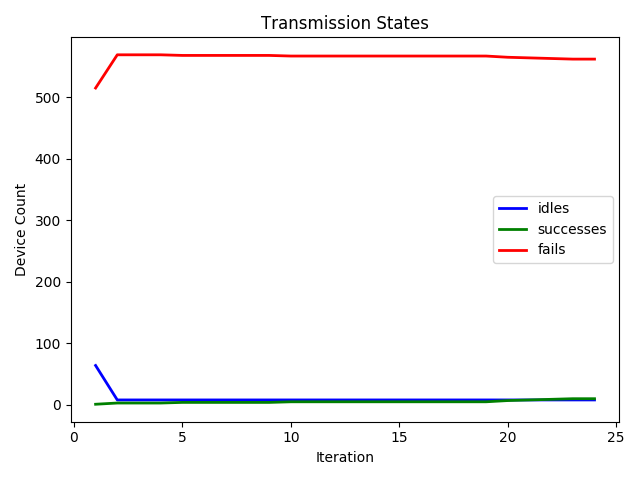 Transmission States
Device Count
500
400
300
200
100
0
idles
successes
fails
0 5 10 15 20 25
Iteration